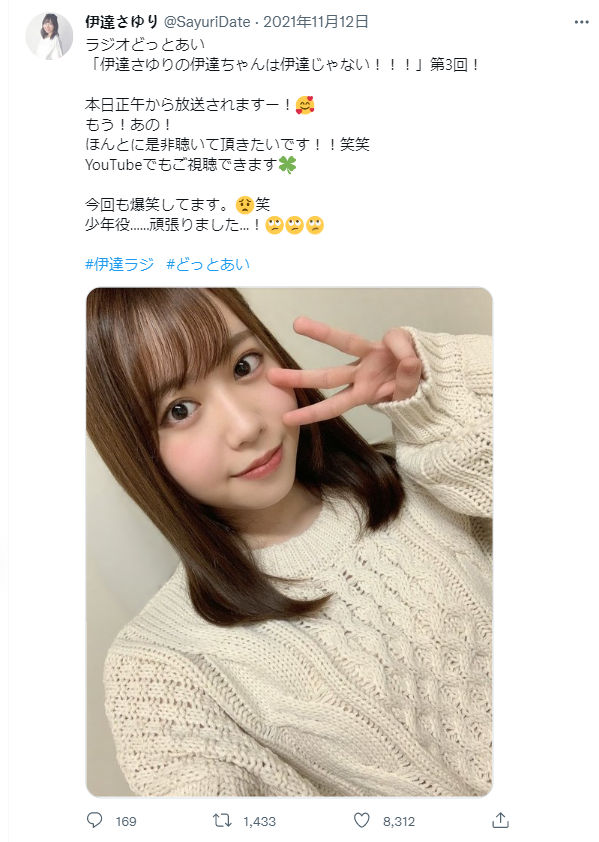 伊達さゆり @SayuriDate · 2021年11月12日
ラジオどっとあい
「伊達さゆりの伊達ちゃんは伊達じゃない！！！」第3回！
本日正午から放送されますー！🥰
もう！あの！
ほんとに是非聴いて頂きたいです！！笑笑
YouTubeでもご視聴できます🍀
今回も爆笑してます。😟笑
少年役......頑張りました...！🙄🙄🙄
#伊達ラジ #どっとあい
169 1,433 8,312